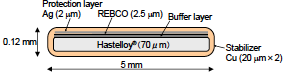 Protection layer
Ag (2 μm)
REBCO (2.5 μm)
Buffer layer
0.12 mm
Hastelloy® (70 μm)
Stabilizer
Cu (20 μm×2)
5 mm